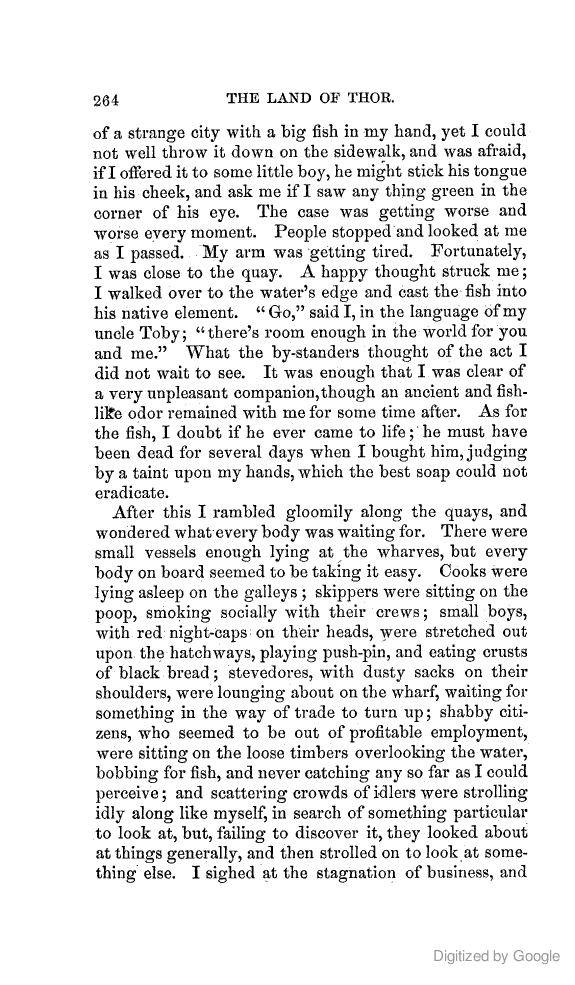 264 THE LAND OF THOR.
of a strange city with a big fish in my hand, yet I could
not well throw it down on the sidewalk, and was afraid,
if I offered it to some little boy, he might stick his tongue
in his cheek, and ask me if I saw any thing green in the
corner of his eye. The case was getting worse and
worse every moment. People stopped and looked at me
as I passed. My arm was getting tired. Fortunately,
I was close to the quay. A happy thought struck me;
I walked over to the water's edge and cast the fish into
his native element. "Go," said I, in the language of my
uncle Toby; "there's room enough in the world for you
and me." What the by-standers thought of the act I
did not wait to see. It was enough that I was clear of
a very unpleasant companion, though an ancient and fish-
like odor remained with me for some time after. As for
the fish, I doubt if he ever came to life; he must have
been dead for several days when I bought him, judging
by a taint upon my hands, which the best soap could not
eradicate.
After this I rambled gloomily along the quays, and
wondered what every body was waiting for. There were
small vessels enough lying at the wharves, but every
body on board seemed to be taking it easy. Cooks were
lying asleep on the galleys; skippers were sitting on the
poop, smoking socially with their crews; small boys,
with red night-caps on their heads, were stretched out
upon the hatchways, playing push-pin, and eating crusts
of black bread; stevedores, with dusty sacks on their
shoulders, were lounging about on the wharf, waiting for
something in the way of trade to turn up; shabby citi-
zens, who seemed to be out of profitable employment,
were sitting on the loose timbers overlooking the water,
bobbing for fish, and never catching any so far as I could
perceive; and scattering crowds of idlers were strolling
idly along like myself, in search of something particular
to look at, but, failing to discover it, they looked about
at things generally, and then strolled on to look at some-
thing else. I sighed at the stagnation of business, and
Digitized by Google